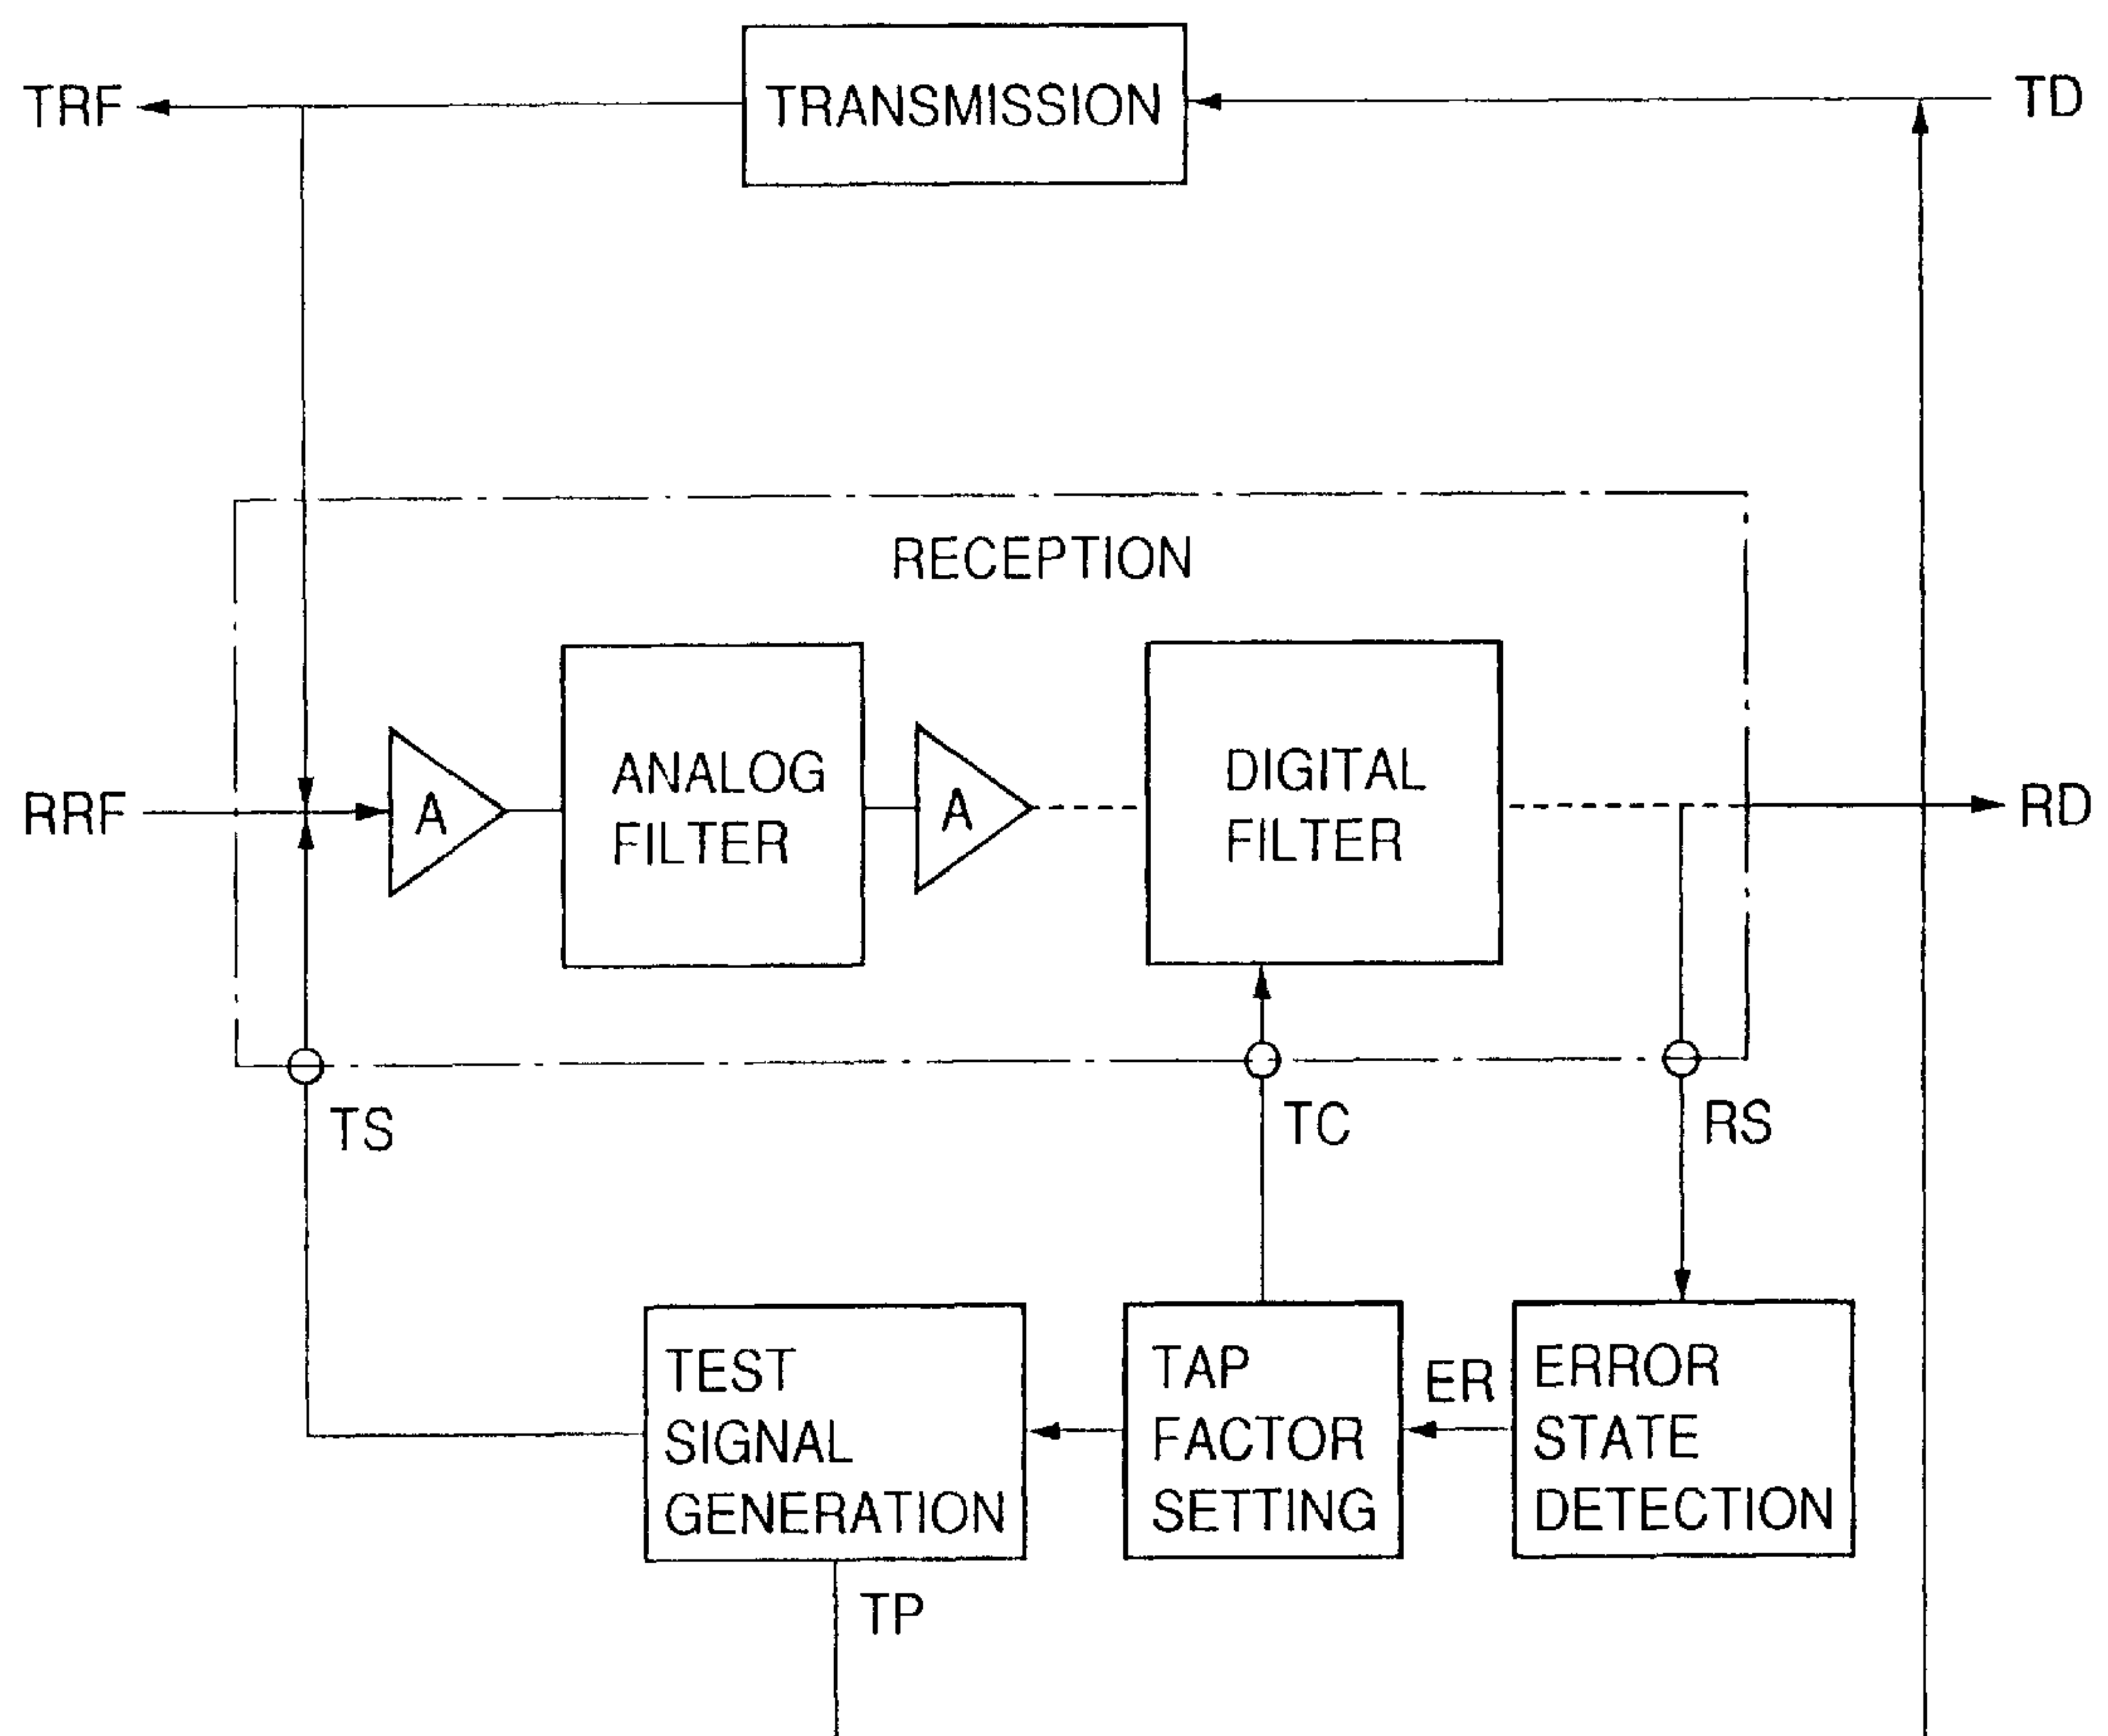 TRF
TRANSMISSION
TD
RECEPTION
RRF
A
ANALOG
FILTER
A
DIGITAL
FILTER
RD
TS
TC
RS
TEST
SIGNAL
GENERATION
TAP
FACTOR
SETTING
ER
ERROR
STATE
DETECTION
TP